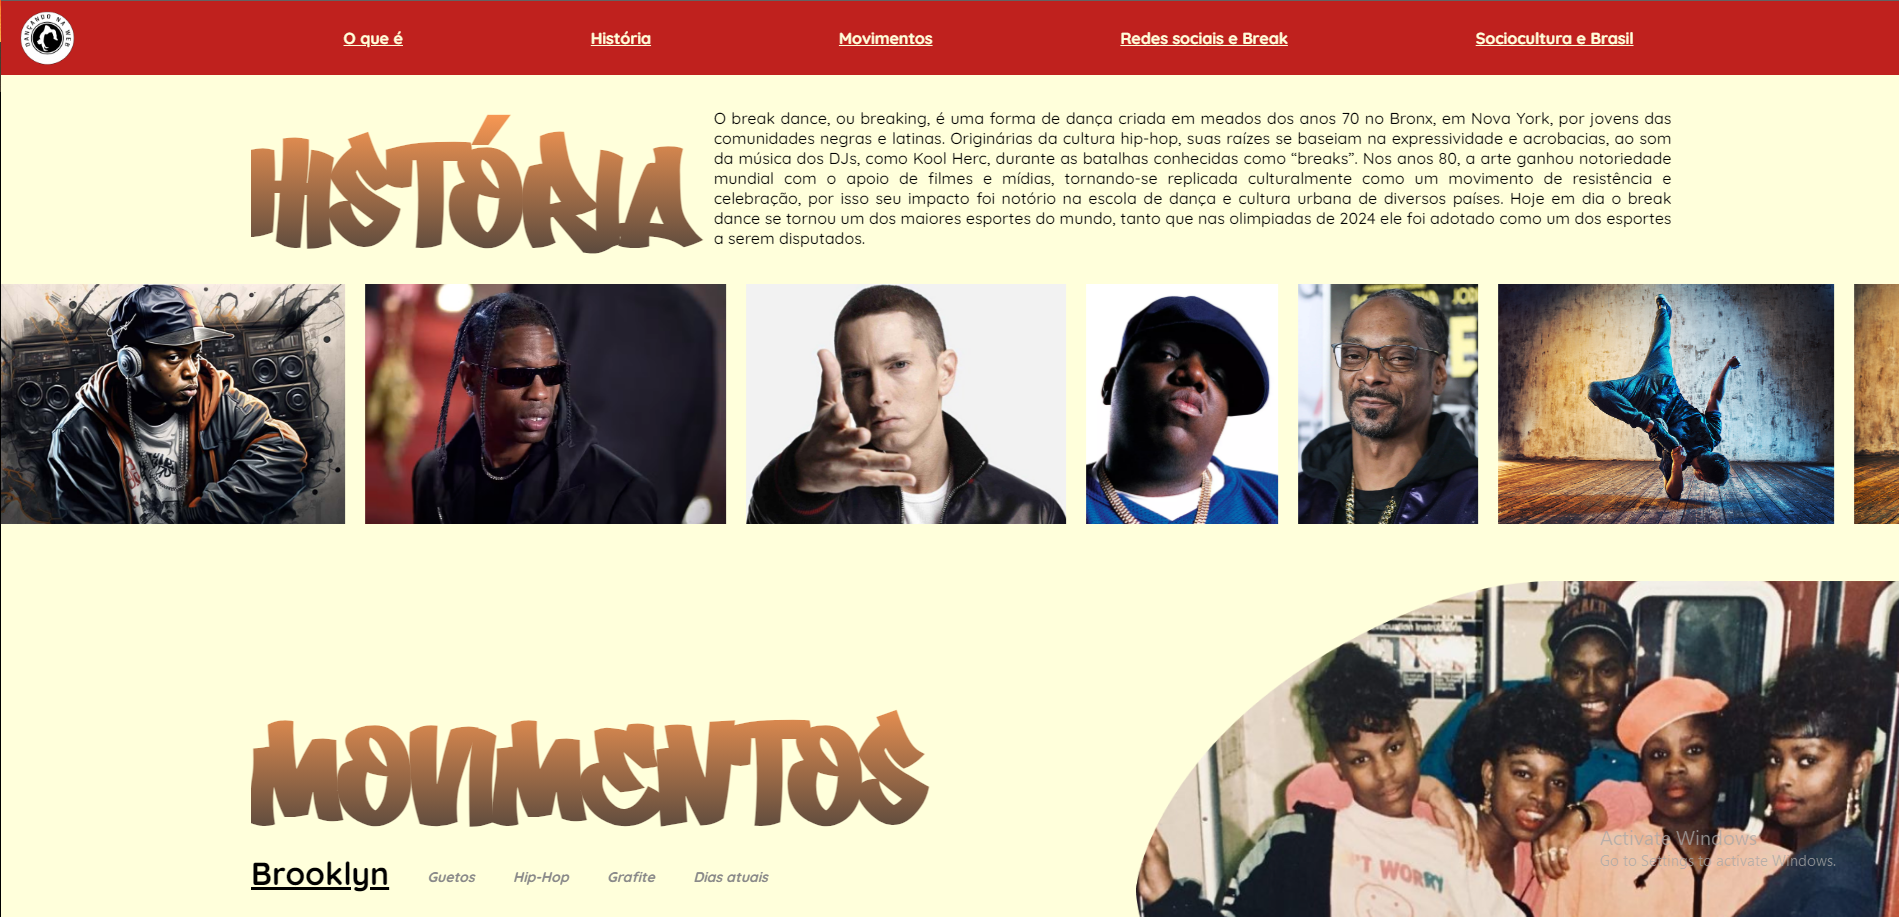 DANÇANDO NA WEB
O que é
História
Movimentos
Redes sociais e Break
Sociocultura e Brasil
HISTÓRIA
O break dance, ou breaking, é uma forma de dança criada em meados dos anos 70 no Bronx, em Nova York, por jovens das
comunidades negras e latinas. Originárias da cultura hip-hop, suas raízes se baseiam na expressividade e acrobacias, ao som
da música dos DJs, como Kool Herc, durante as batalhas conhecidas como “breaks”. Nos anos 80, a arte ganhou notoriedade
mundial com o apoio de filmes e mídias, tornando-se replicada culturalmente como um movimento de resistência e
celebração, por isso seu impacto foi notório na escola de dança e cultura urbana de diversos países. Hoje em dia o break
dance se tornou um dos maiores esportes do mundo, tanto que nas olimpiadas de 2024 ele foi adotado como um dos esportes
a serem disputados.
MOVIMENTOS
Brooklyn
Guetos
Hip-Hop
Grafite
Dias atuais
'T WORRY
Activate Windows
Go to Settings to activate Windows.